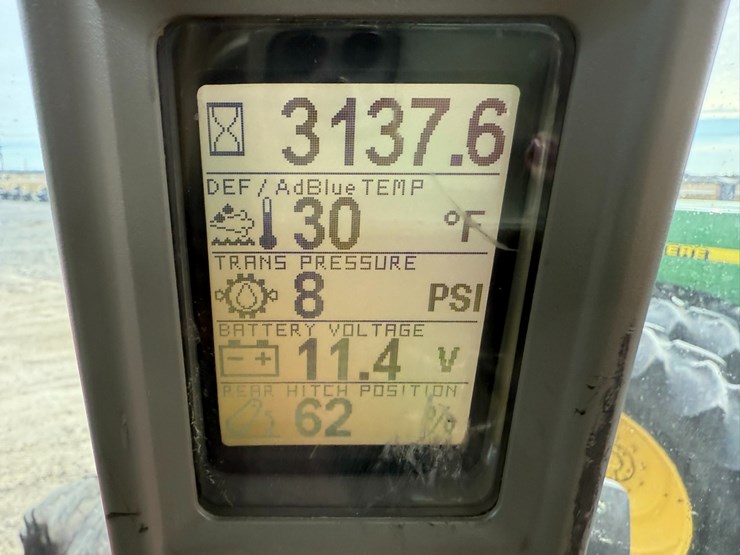 3137.6
DEF/AdBlue TEMP
30 °F
TRANS PRESSURE
8 PSI
BATTERY VOLTAGE
11.4 V
REAR HITCH POSITION
62 %